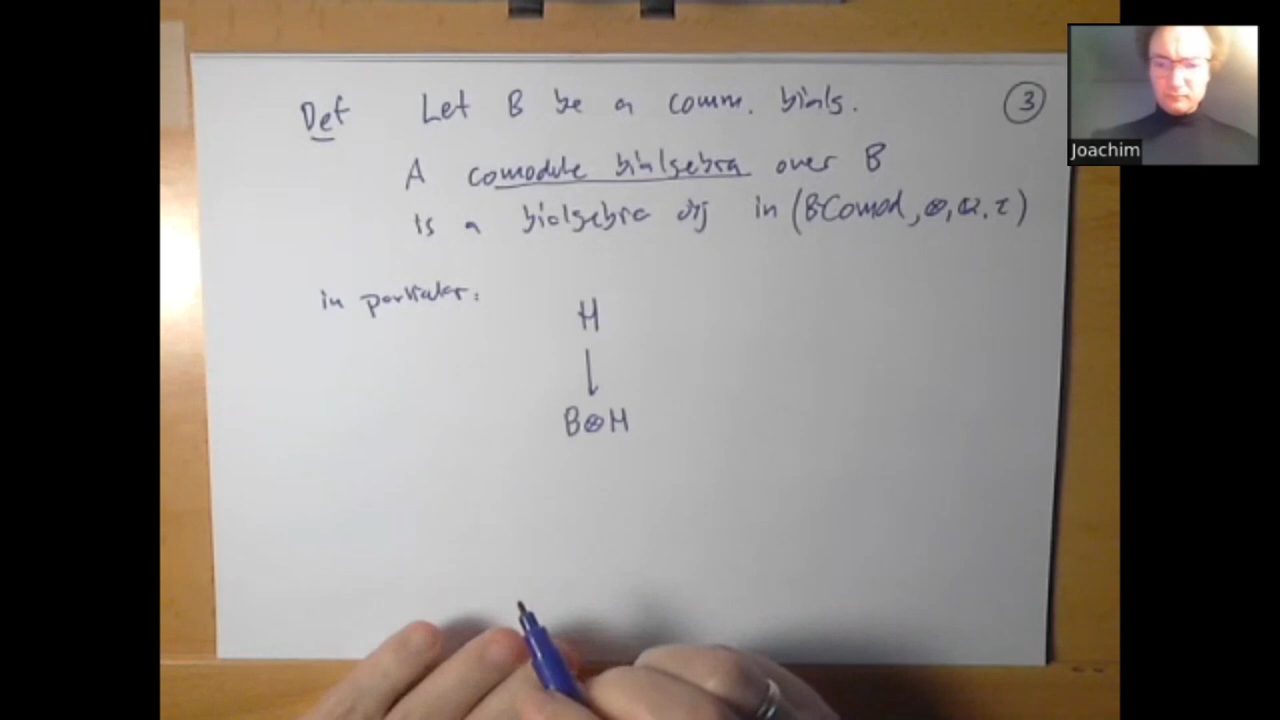 Def Let B be a comm. bialg. ③
A comodule bialgebra over B
is a bialgebra obj in (BComod, ⊗, Q, τ)
in particular:
H
↓
B⊗H
Joachim